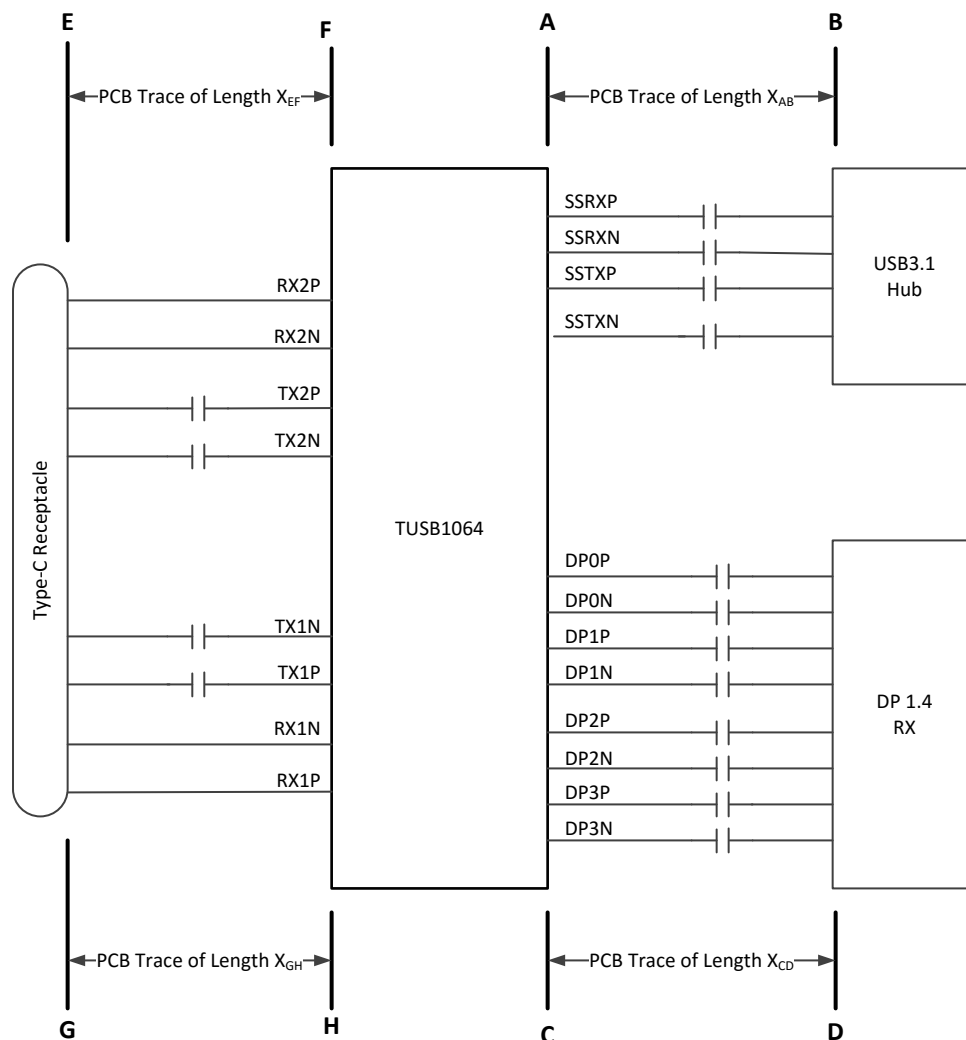 E
F
A
B
PCB Trace of Length XEF
PCB Trace of Length XAB
SSRXP
SSRXN
SSTXP
SSTXN
USB3.1
Hub
RX2P
RX2N
TX2P
TX2N
Type-C Receptacle
TUSB1064
TX1N
TX1P
RX1N
RX1P
DP0P
DP0N
DP1P
DP1N
DP2P
DP2N
DP3P
DP3N
DP 1.4
RX
PCB Trace of Length XGH
PCB Trace of Length XCD
G
H
C
D